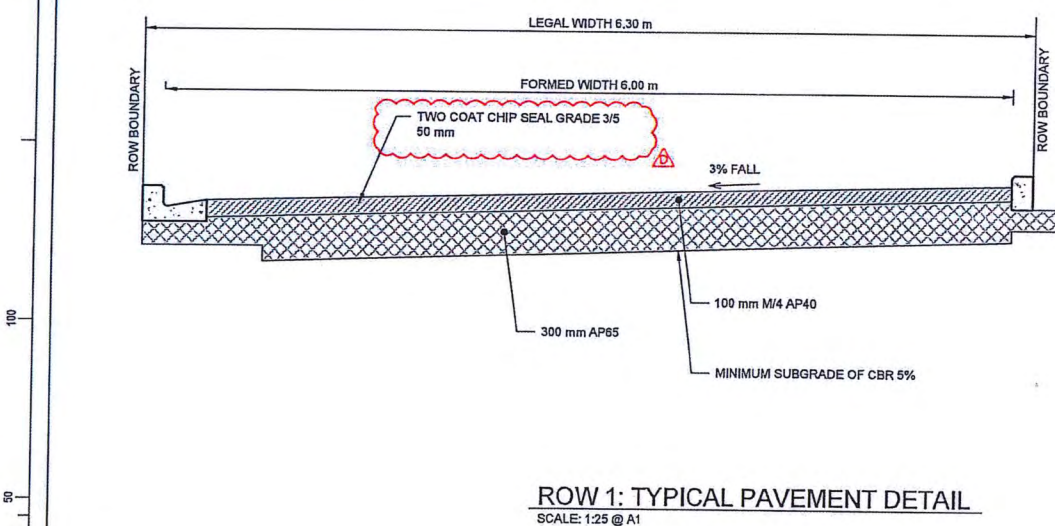 LEGAL WIDTH 6.30 m
ROW BOUNDARY
ROW BOUNDARY
FORMED WIDTH 6.00 m
TWO COAT CHIP SEAL GRADE 3/5
50 mm
D
3% FALL
100 mm M/4 AP40
300 mm AP65
MINIMUM SUBGRADE OF CBR 5%
100
50
ROW 1: TYPICAL PAVEMENT DETAIL
SCALE: 1:25 @ A1